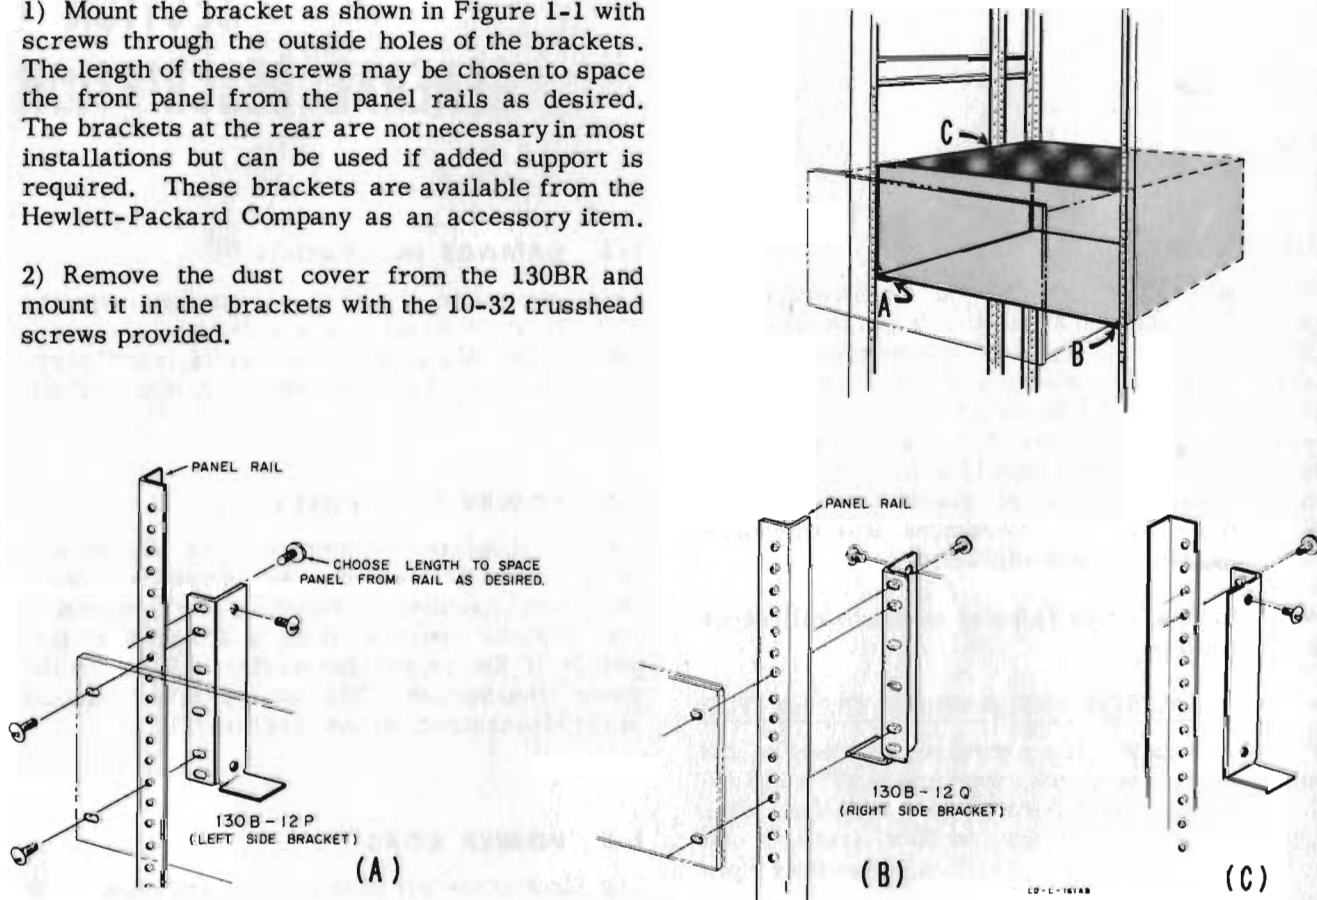 1) Mount the bracket as shown in Figure 1-1 with
screws through the outside holes of the brackets.
The length of these screws may be chosen to space
the front panel from the panel rails as desired.
The brackets at the rear are not necessary in most
installations but can be used if added support is
required. These brackets are available from the
Hewlett-Packard Company as an accessory item.
2) Remove the dust cover from the 130BR and
mount it in the brackets with the 10-32 trusshead
screws provided.
C
A
B
PANEL RAIL
CHOOSE LENGTH TO SPACE
PANEL FROM RAIL AS DESIRED.
130B-12P
(LEFT SIDE BRACKET)
(A)
PANEL RAIL
130B-12Q
(RIGHT SIDE BRACKET)
(B)
(C)